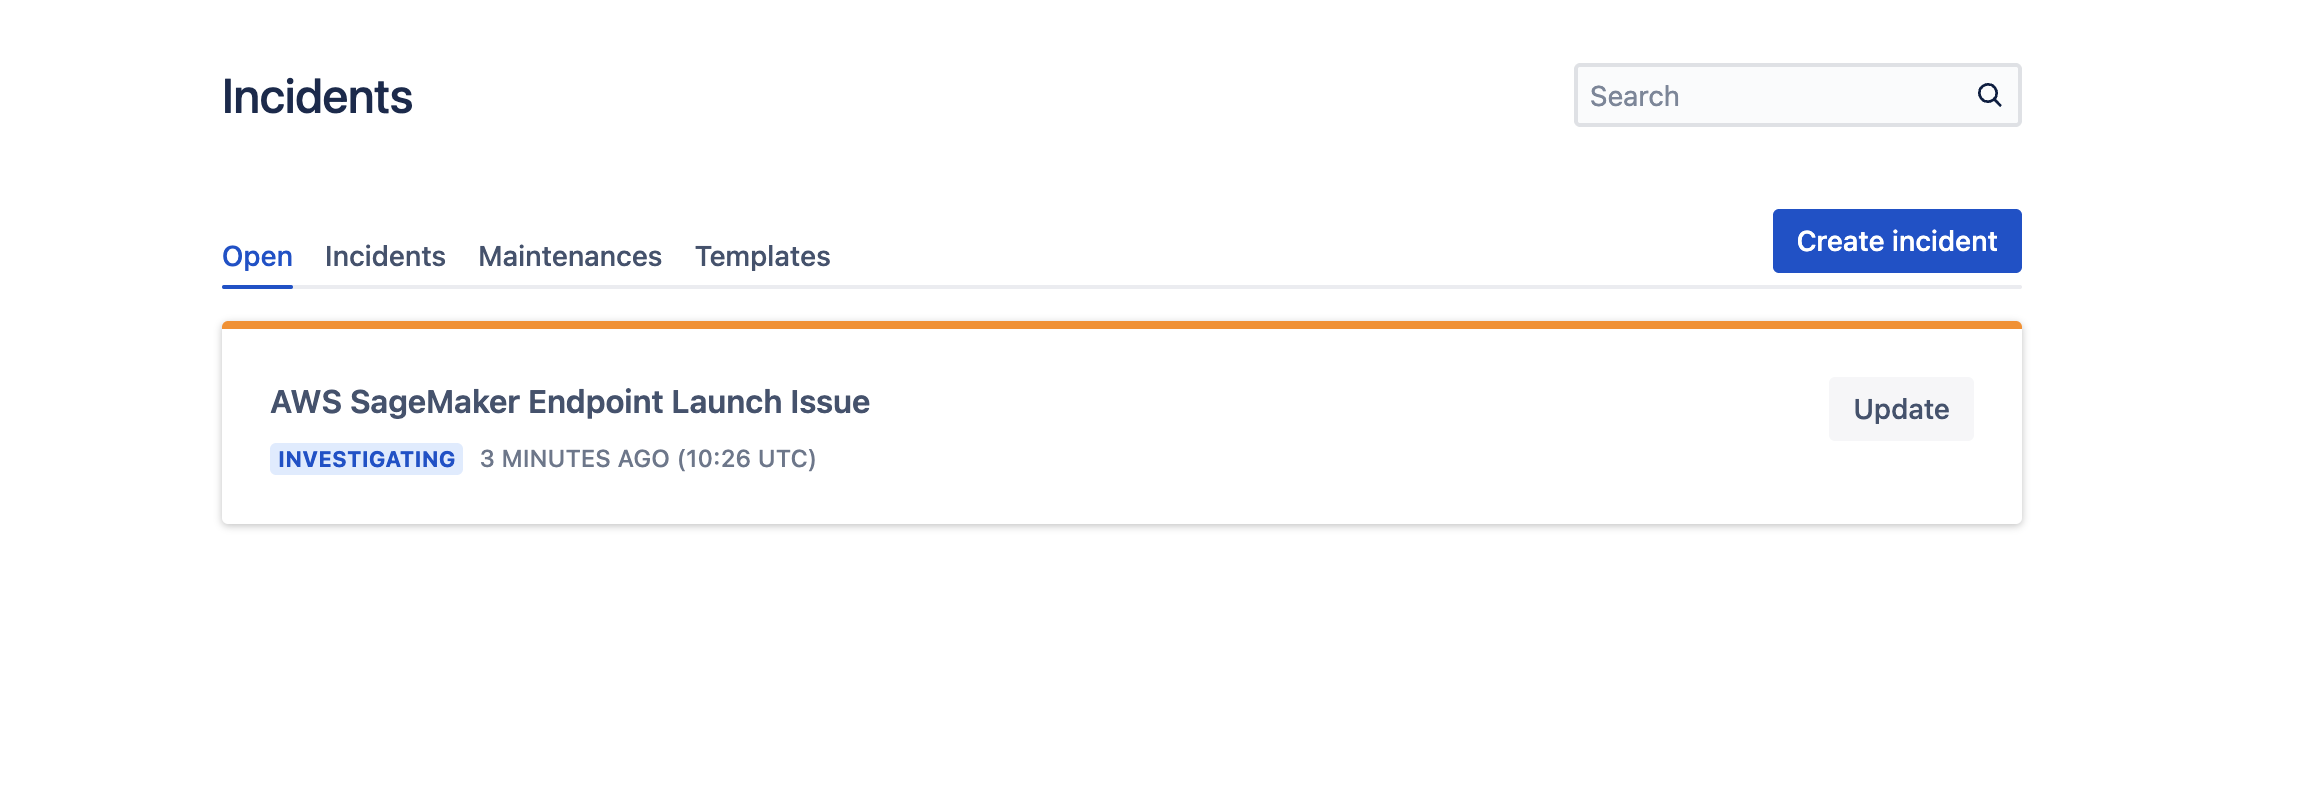 Incidents
Search
Open Incidents Maintenances Templates
Create incident
AWS SageMaker Endpoint Launch Issue
Update
INVESTIGATING 3 MINUTES AGO (10:26 UTC)